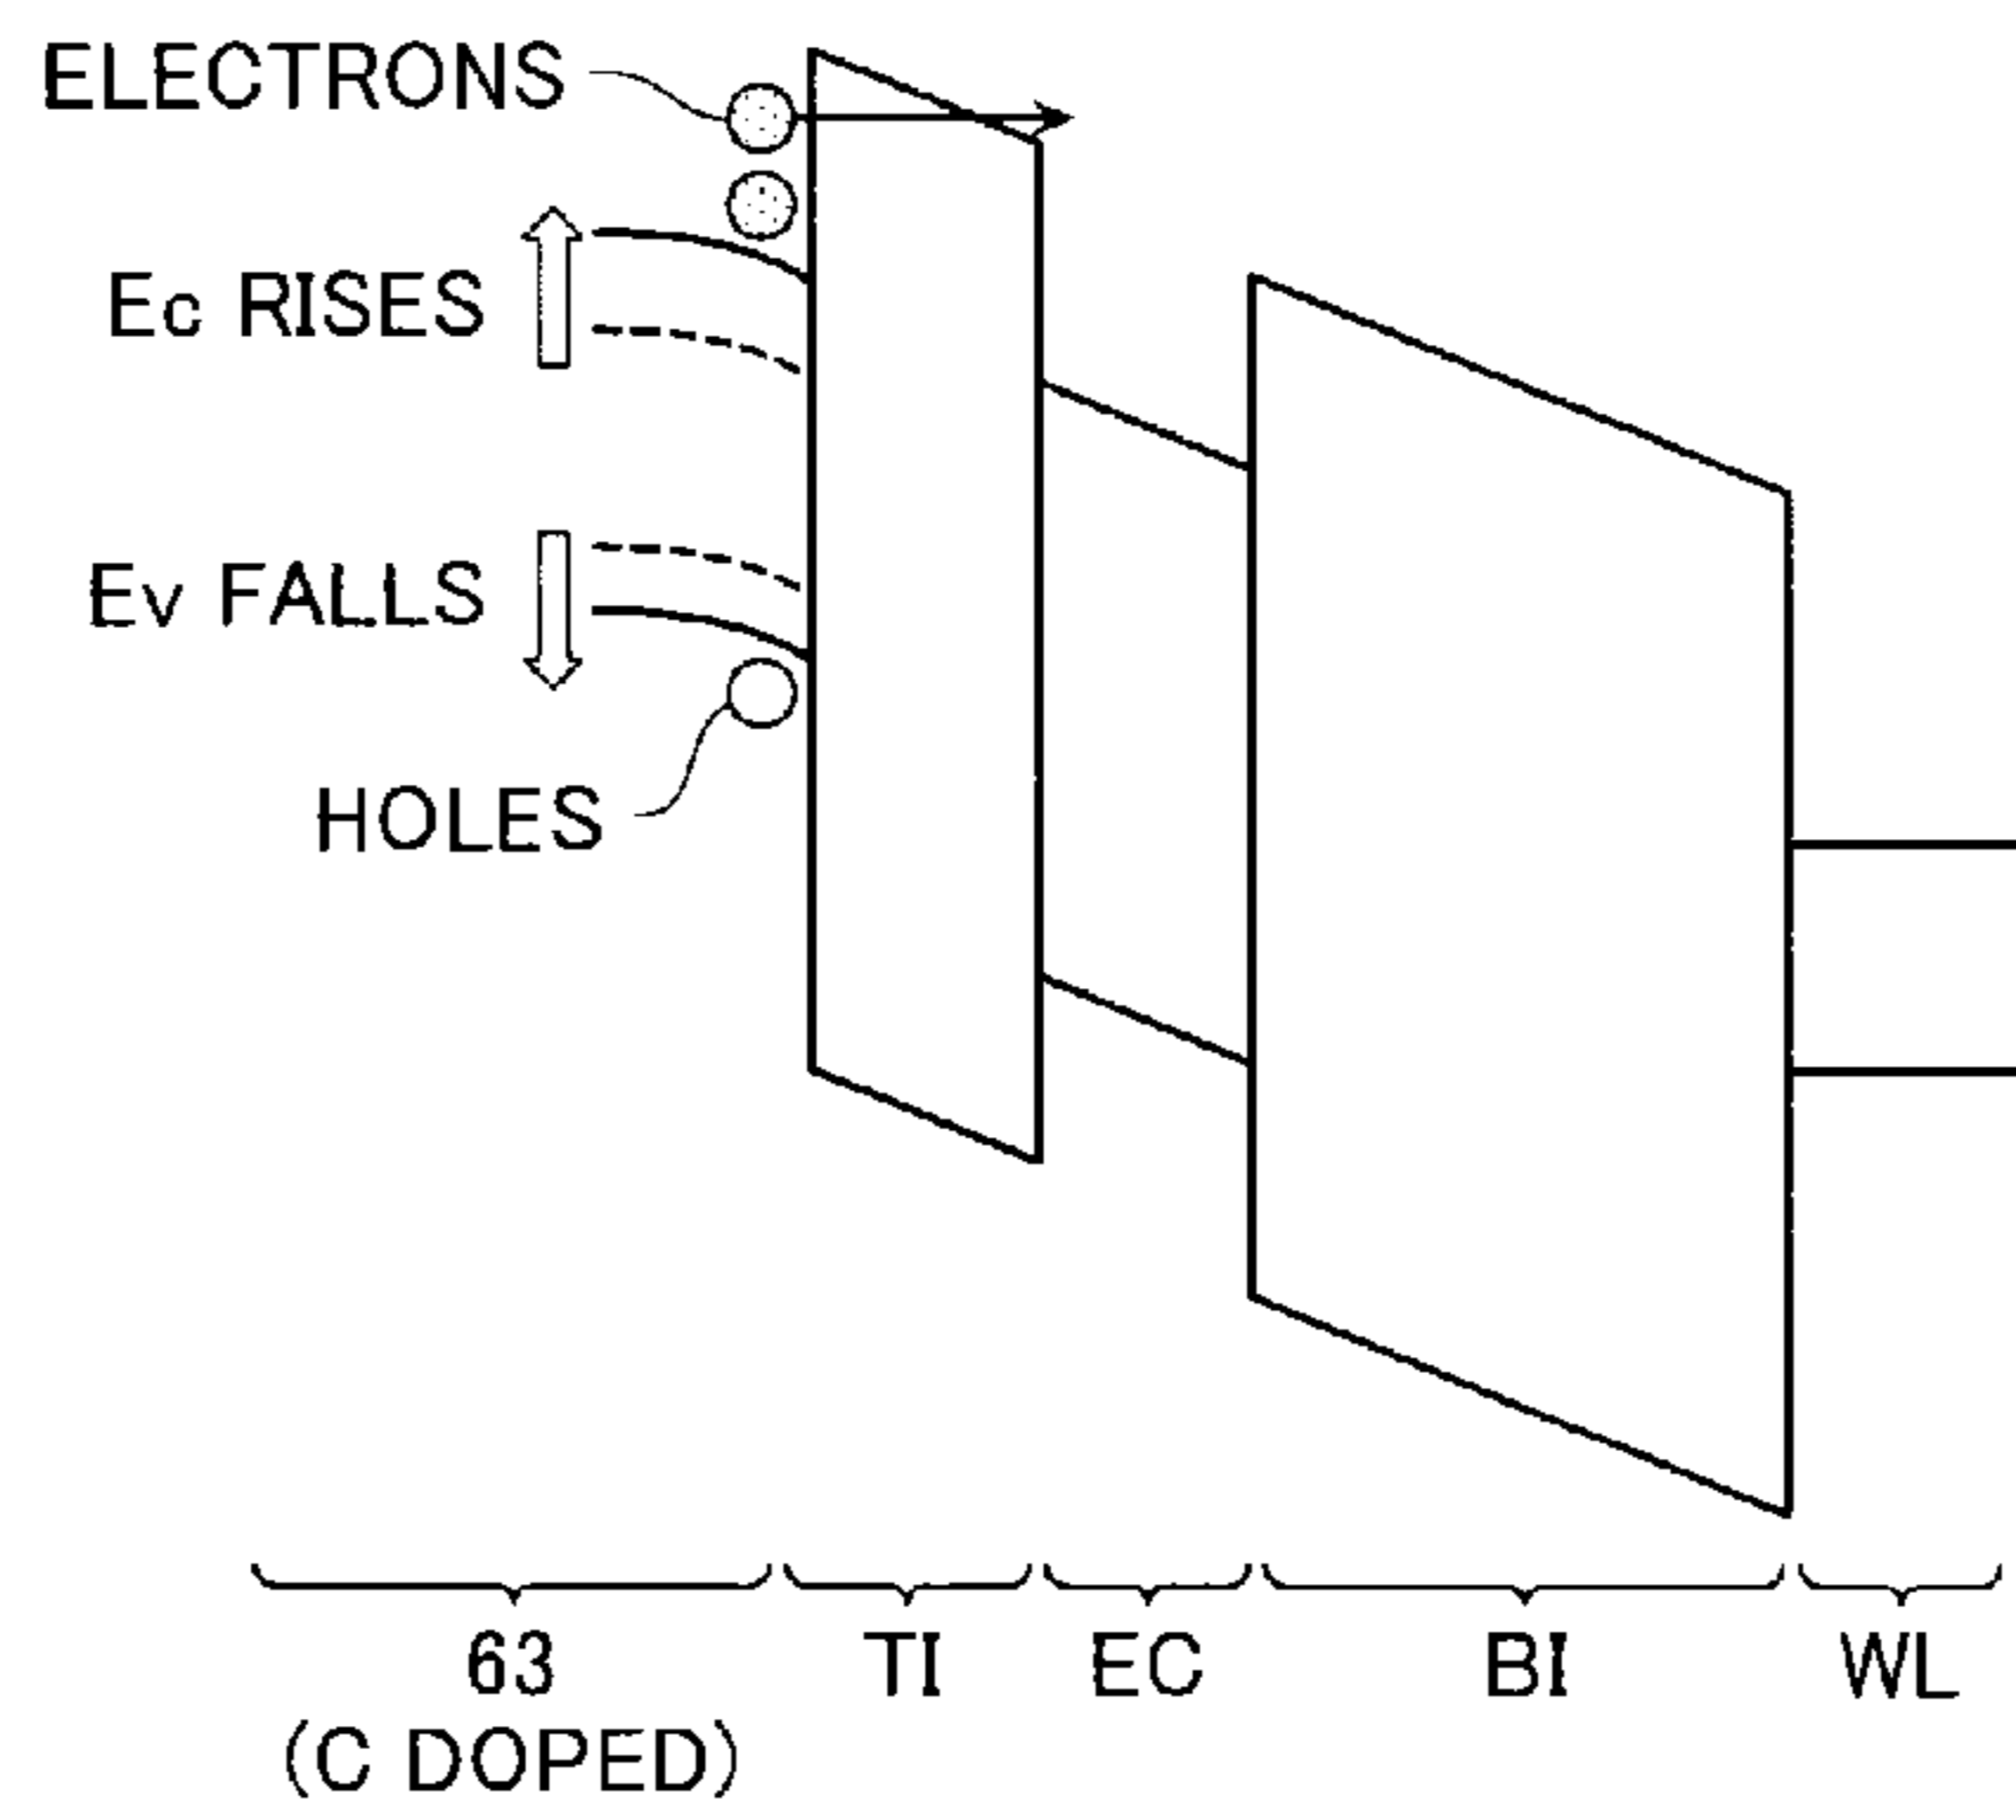 ELECTRONS
Ec RISES
Ev FALLS
HOLES
63 TI EC BI WL
(C DOPED)